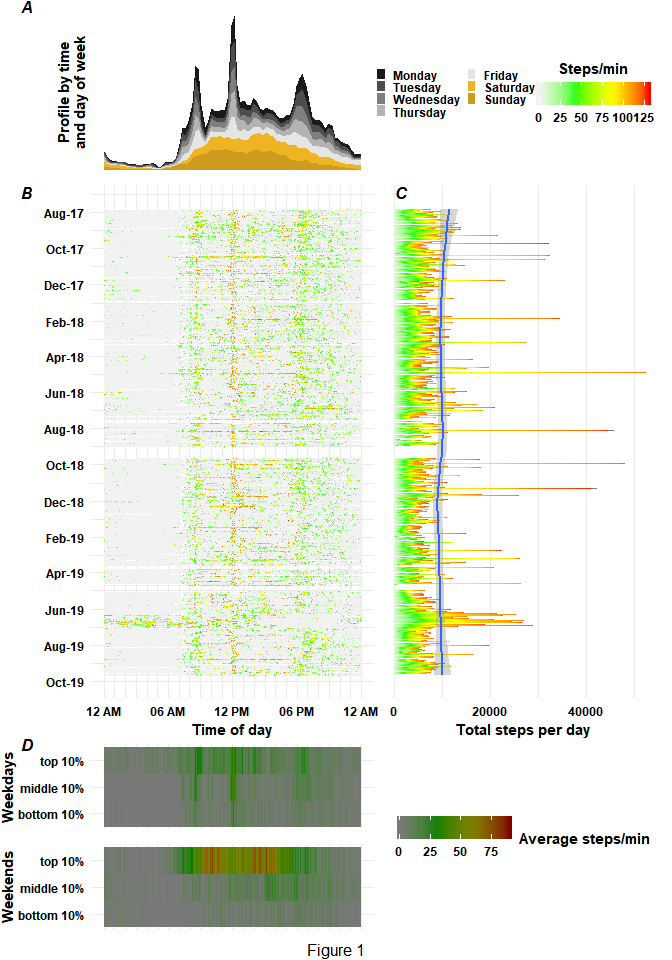 A
Profile by time
and day of week
Monday
Tuesday
Wednesday
Thursday
Friday
Saturday
Sunday
Steps/min
0 25 50 75 100 125
B
Aug-17
Oct-17
Dec-17
Feb-18
Apr-18
Jun-18
Aug-18
Oct-18
Dec-18
Feb-19
Apr-19
Jun-19
Aug-19
Oct-19
12 AM 06 AM 12 PM 06 PM 12 AM
Time of day
C
0 20000 40000
Total steps per day
D
Weekdays
top 10%
middle 10%
bottom 10%
Weekends
top 10%
middle 10%
bottom 10%
0 25 50 75
Average steps/min
Figure 1